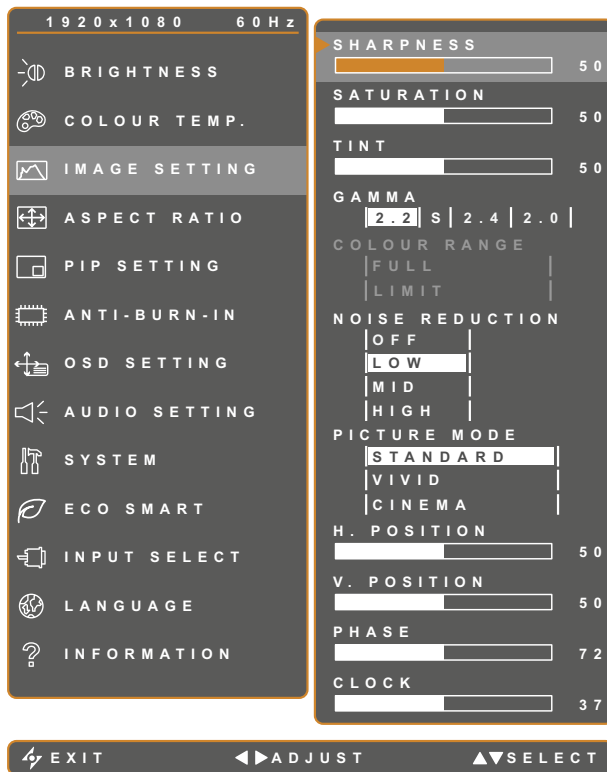 1920x1080 60Hz
BRIGHTNESS
COLOUR TEMP.
IMAGE SETTING
ASPECT RATIO
PIP SETTING
ANTI-BURN-IN
OSD SETTING
AUDIO SETTING
SYSTEM
ECO SMART
INPUT SELECT
LANGUAGE
INFORMATION
SHARPNESS
50
SATURATION
50
TINT
50
GAMMA
2.2 S 2.4 2.0
COLOUR RANGE
FULL
LIMIT
NOISE REDUCTION
OFF
LOW
MID
HIGH
PICTURE MODE
STANDARD
VIVID
CINEMA
H. POSITION
50
V. POSITION
50
PHASE
72
CLOCK
37
EXIT ADJUST SELECT